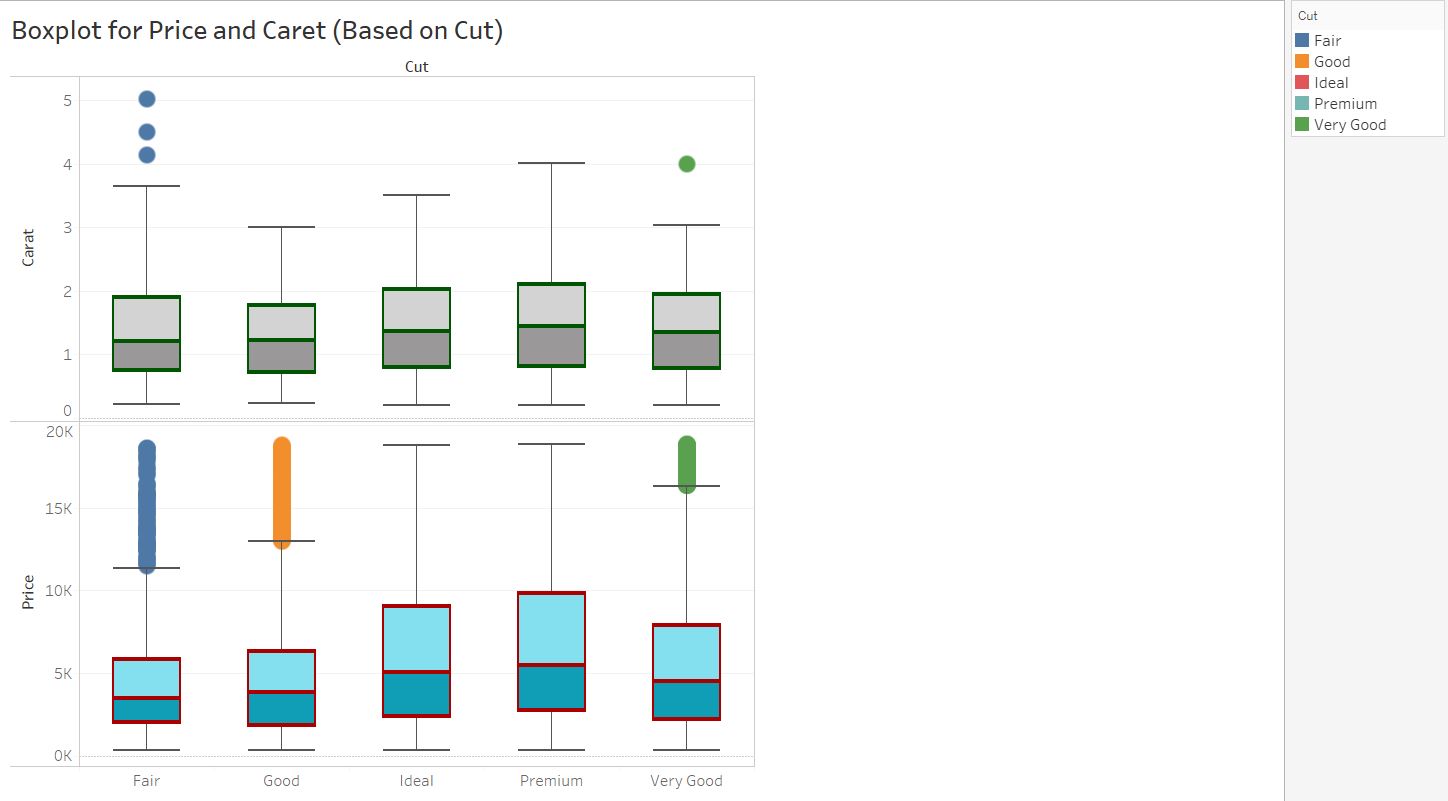 Boxplot for Price and Caret (Based on Cut)
Cut
5
4
3
2
1
0
Carat
20K
15K
10K
5K
0K
Price
Fair
Good
Ideal
Premium
Very Good
Cut
Fair
Good
Ideal
Premium
Very Good